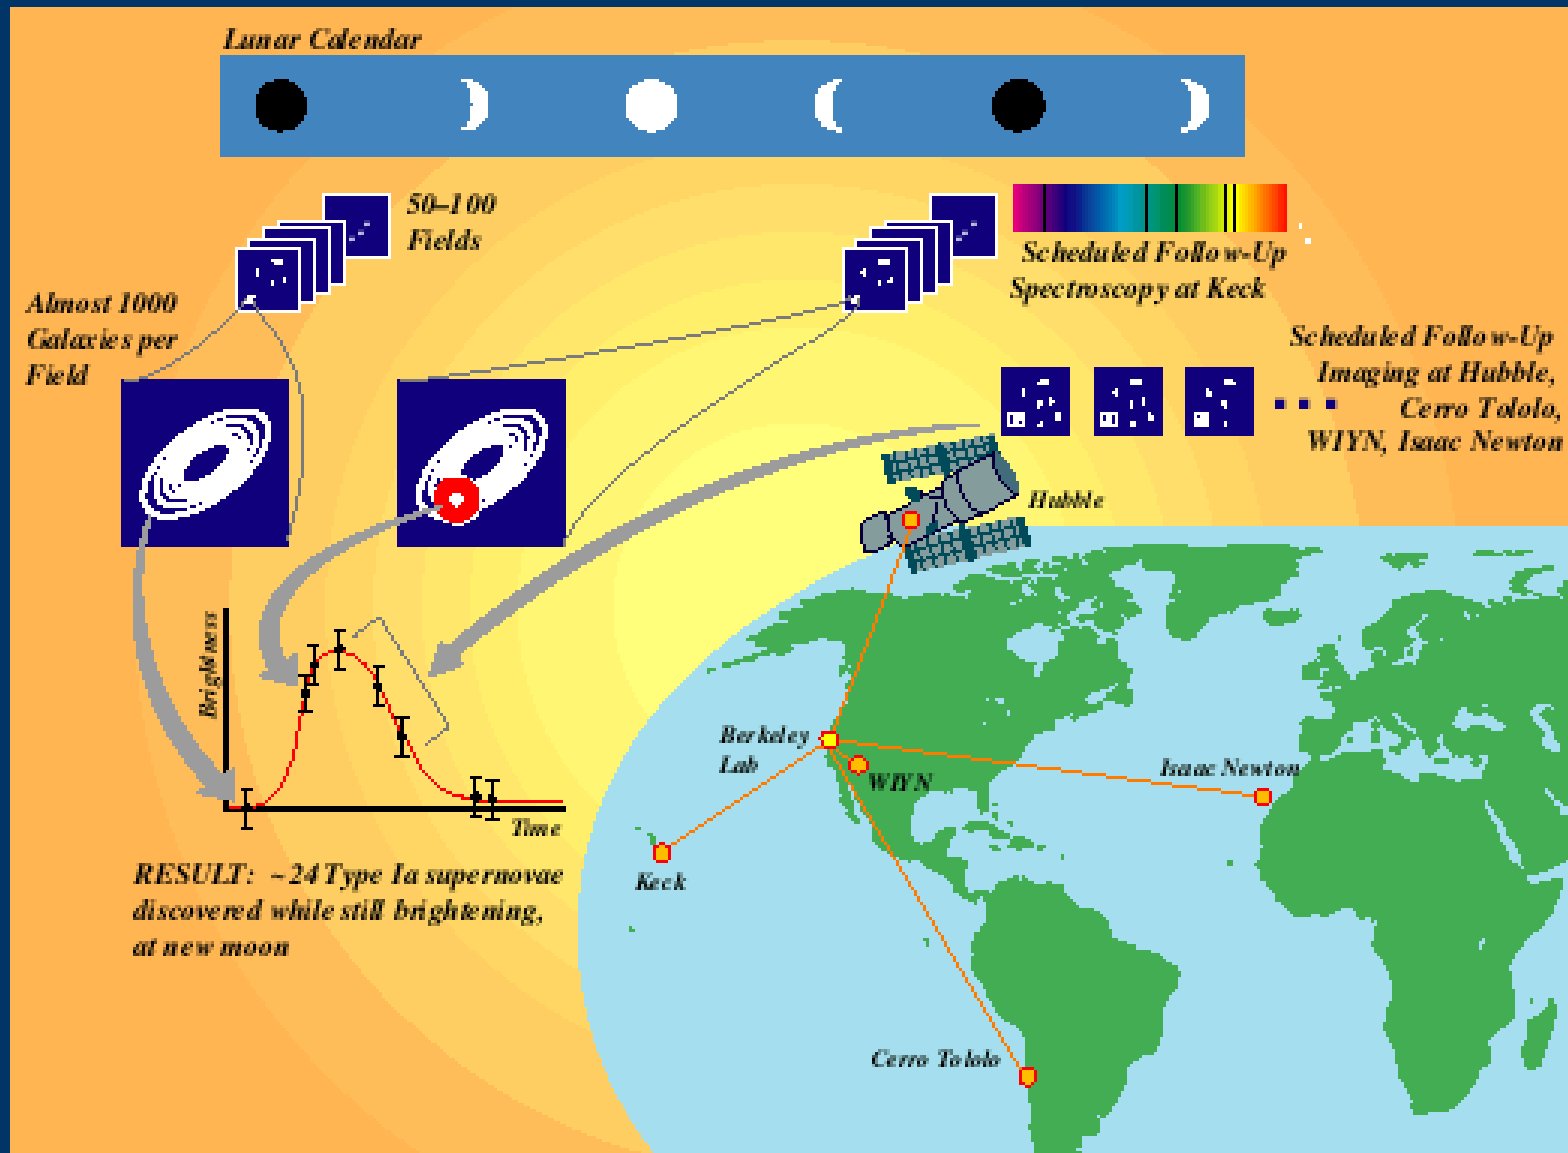 Lunar Calendar
50–100
Fields
Almost 1000
Galaxies per
Field
Scheduled Follow-Up
Spectroscopy at Keck
Scheduled Follow-Up
Imaging at Hubble,
Cerro Tololo,
WIYN, Isaac Newton
Hubble
Brightness
Time
RESULT: ~24 Type Ia supernovae
discovered while still brightening,
at new moon
Berkeley
Lab
WIYN
Isaac Newton
Keck
Cerro Tololo